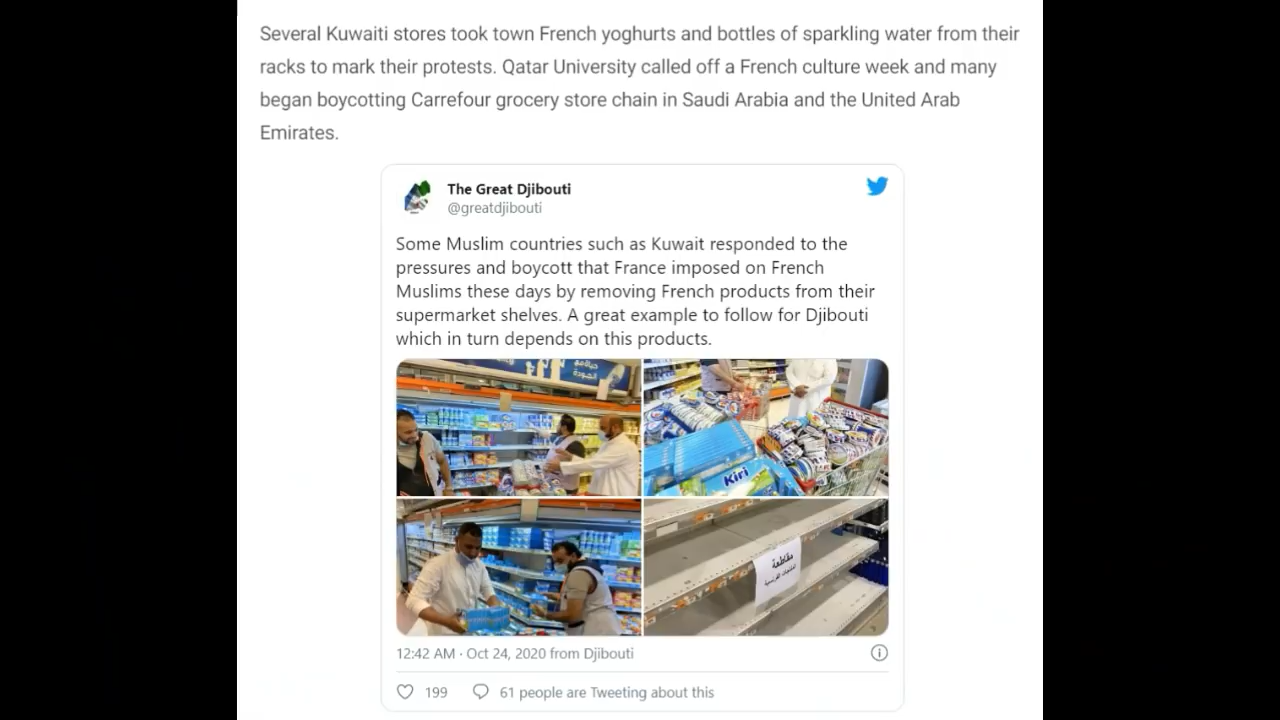 Several Kuwaiti stores took town French yoghurts and bottles of sparkling water from their
racks to mark their protests. Qatar University called off a French culture week and many
began boycotting Carrefour grocery store chain in Saudi Arabia and the United Arab
Emirates.
The Great Djibouti
@greatdjibouti
Some Muslim countries such as Kuwait responded to the
pressures and boycott that France imposed on French
Muslims these days by removing French products from their
supermarket shelves. A great example to follow for Djibouti
which in turn depends on this products.
Kiri
مقاطعة
12:42 AM · Oct 24, 2020 from Djibouti
199
61 people are Tweeting about this